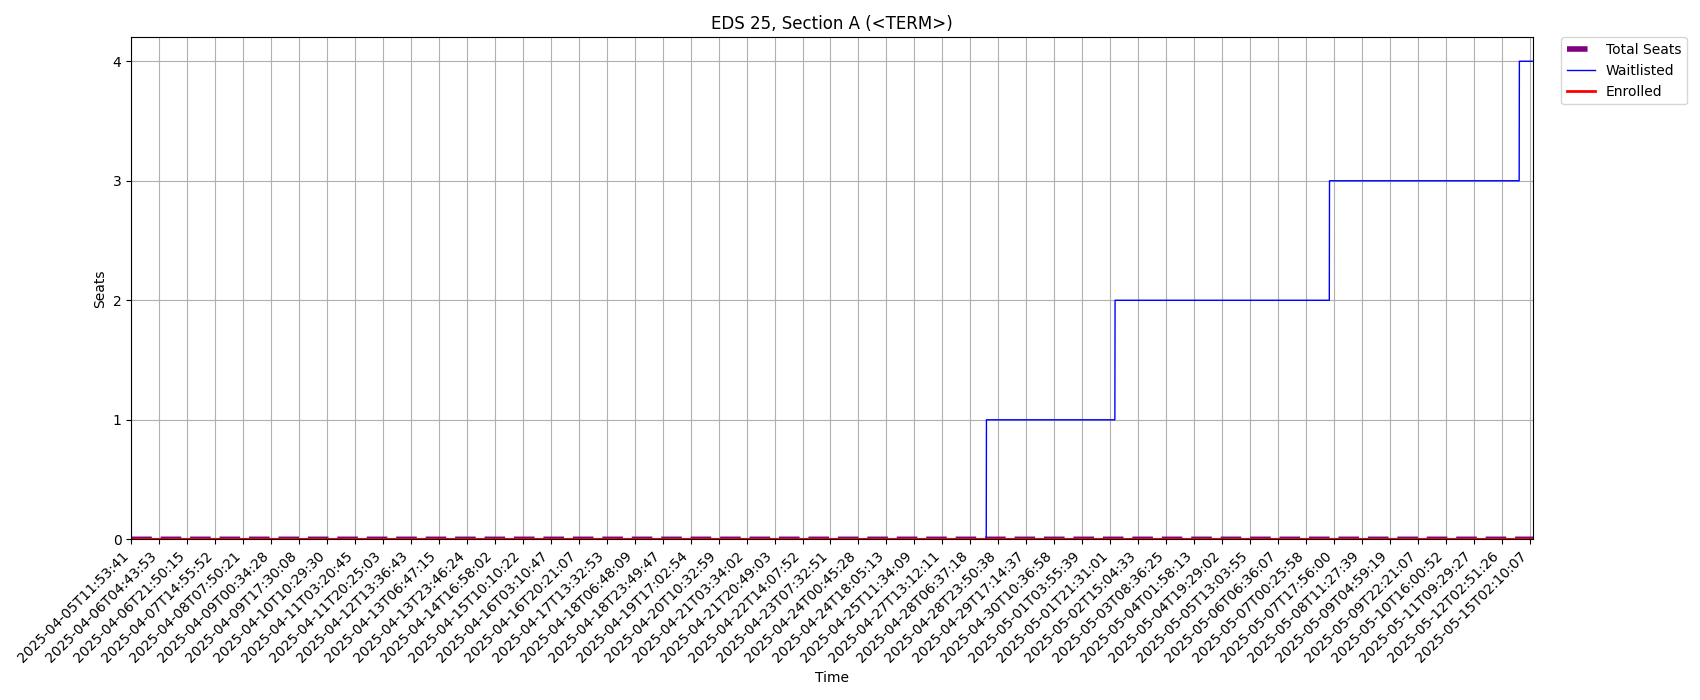 EDS 25, Section A (<TERM>)
Total Seats
Waitlisted
Enrolled
Seats
4
3
2
1
0
2025-04-05T11:53:41
2025-04-06T04:43:53
2025-04-06T21:50:15
2025-04-07T14:55:52
2025-04-08T07:50:21
2025-04-09T00:34:28
2025-04-09T17:30:08
2025-04-10T10:29:30
2025-04-11T03:20:45
2025-04-11T20:25:03
2025-04-12T13:36:43
2025-04-13T06:47:15
2025-04-13T23:46:24
2025-04-14T16:58:02
2025-04-15T10:10:22
2025-04-16T03:10:47
2025-04-16T20:21:07
2025-04-17T13:32:53
2025-04-18T06:48:09
2025-04-18T23:49:47
2025-04-19T17:02:54
2025-04-20T10:32:59
2025-04-21T03:34:02
2025-04-21T20:49:03
2025-04-22T14:07:52
2025-04-23T07:32:51
2025-04-24T00:45:28
2025-04-24T18:05:13
2025-04-25T11:34:09
2025-04-27T13:12:11
2025-04-28T06:37:18
2025-04-28T23:50:38
2025-04-29T17:14:37
2025-04-30T10:36:58
2025-05-01T03:55:39
2025-05-01T21:31:01
2025-05-02T15:04:33
2025-05-03T08:36:25
2025-05-04T01:58:13
2025-05-04T19:29:02
2025-05-05T13:03:55
2025-05-06T06:36:07
2025-05-07T00:25:58
2025-05-07T17:56:00
2025-05-08T11:27:39
2025-05-09T04:59:19
2025-05-09T22:21:07
2025-05-10T16:00:52
2025-05-11T09:29:27
2025-05-12T02:51:26
2025-05-15T02:10:07
Time